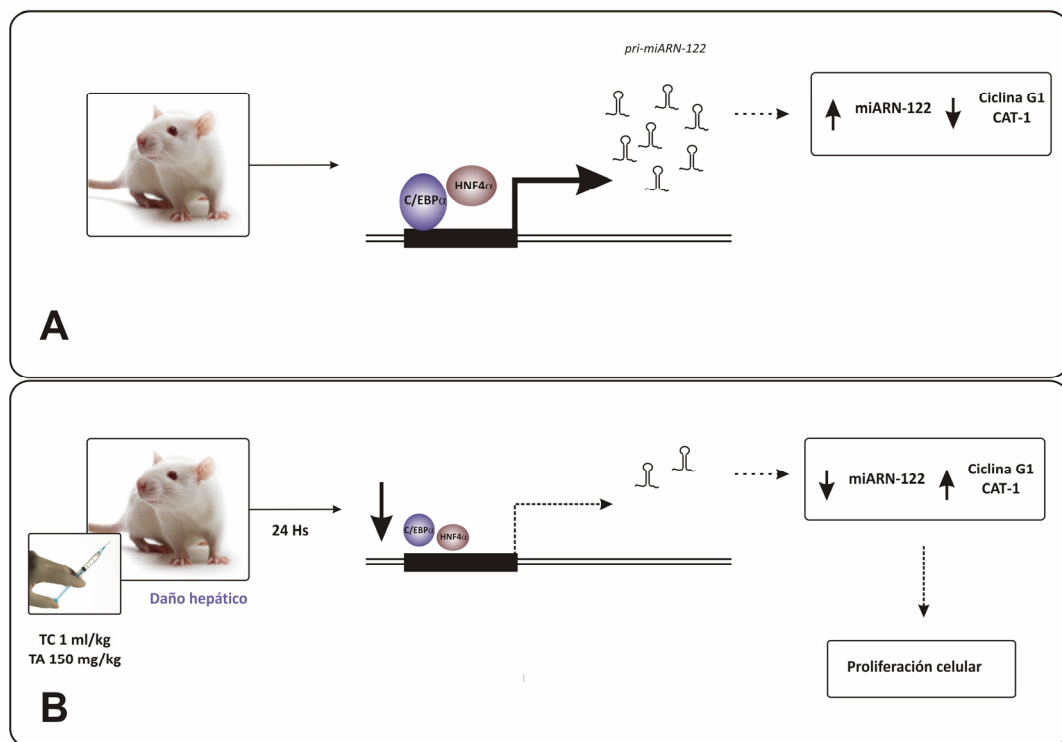 pri-miARN-122
miARN-122
Ciclina G1
CAT-1
C/EBPα
HNF4α
A
24 Hs
C/EBPα
HNF4α
miARN-122
Ciclina G1
CAT-1
Daño hepático
TC 1 ml/kg
TA 150 mg/kg
Proliferación celular
B